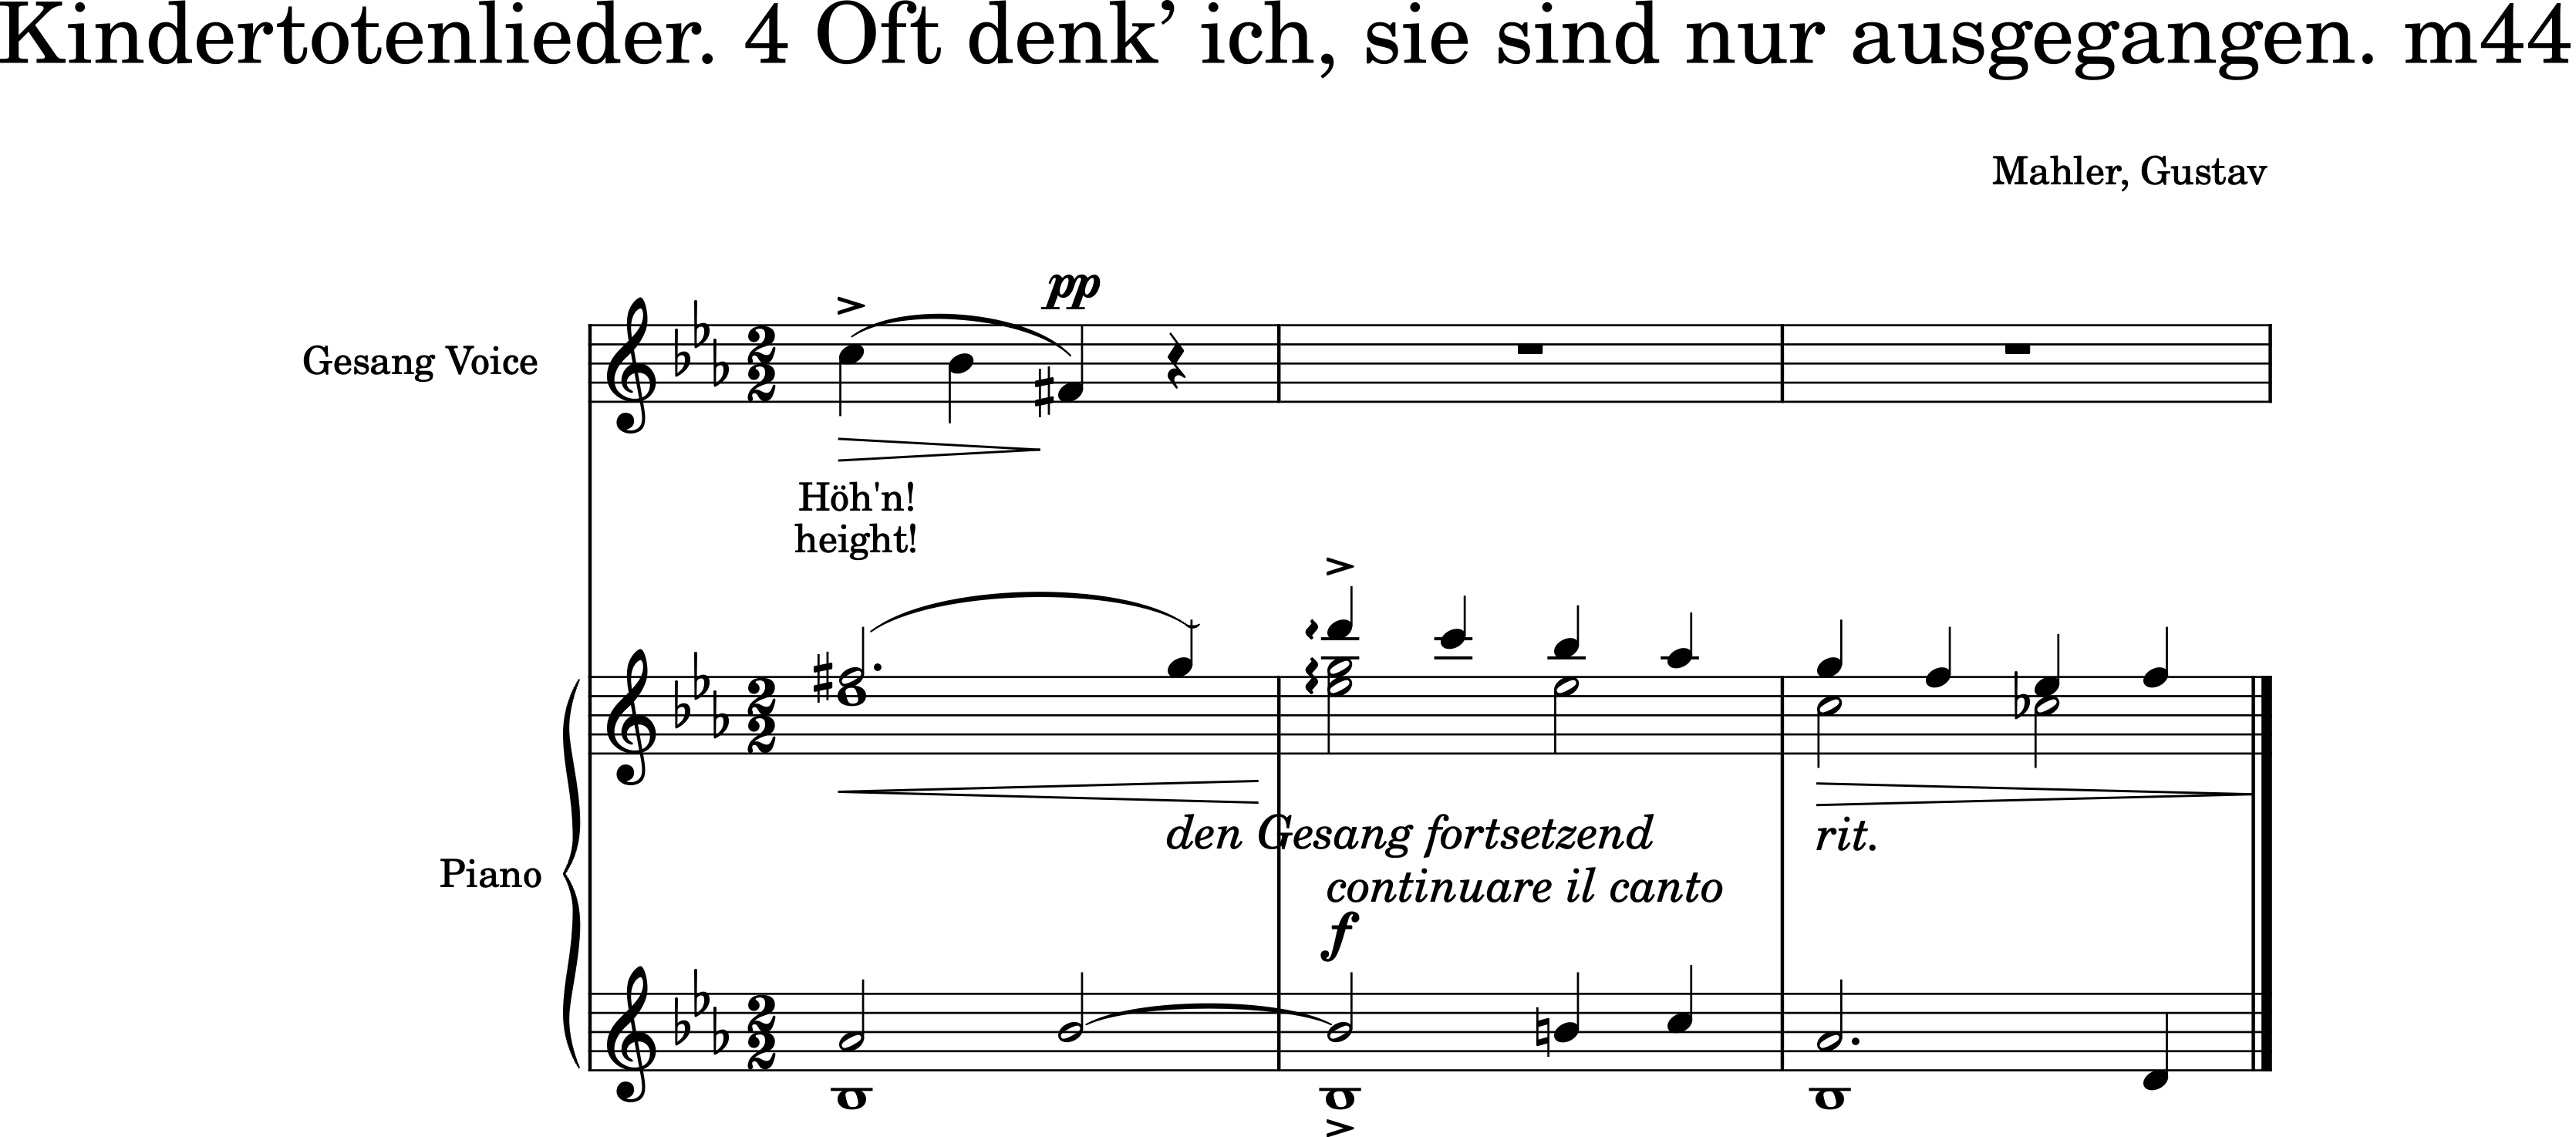 Kindertotenlieder. 4 Oft denk’ ich, sie sind nur ausgegangen. m44
Mahler, Gustav
pp
Gesang Voice
Höh'n!
height!
den Gesang fortsetzend
rit.
Piano
continuare il canto
f